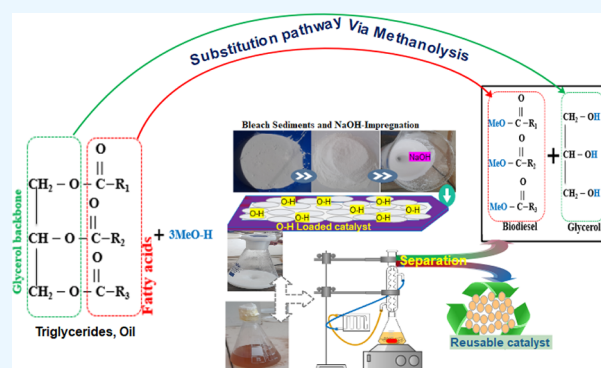 Substitution pathway Via Methanolysis
Bleach Sediments and NaOH-Impregnation
NaOH
O-H O-H O-H
O-H O-H O-H O-H
O-H Loaded catalyst
Glycerol backbone
Fatty acids
O
||
CH₂ – O – C – R₁
O
||
CH – O – C – R₂
O
||
CH₂ – O – C – R₃
Triglycerides, Oil
+ 3MeO-H
O
||
MeO – C – R₁
O
||
MeO – C – R₂
O
||
MeO – C – R₃
Biodiesel
+
CH₂ – OH
CH – OH
CH₂ – OH
Glycerol
Separation
Reusable catalyst